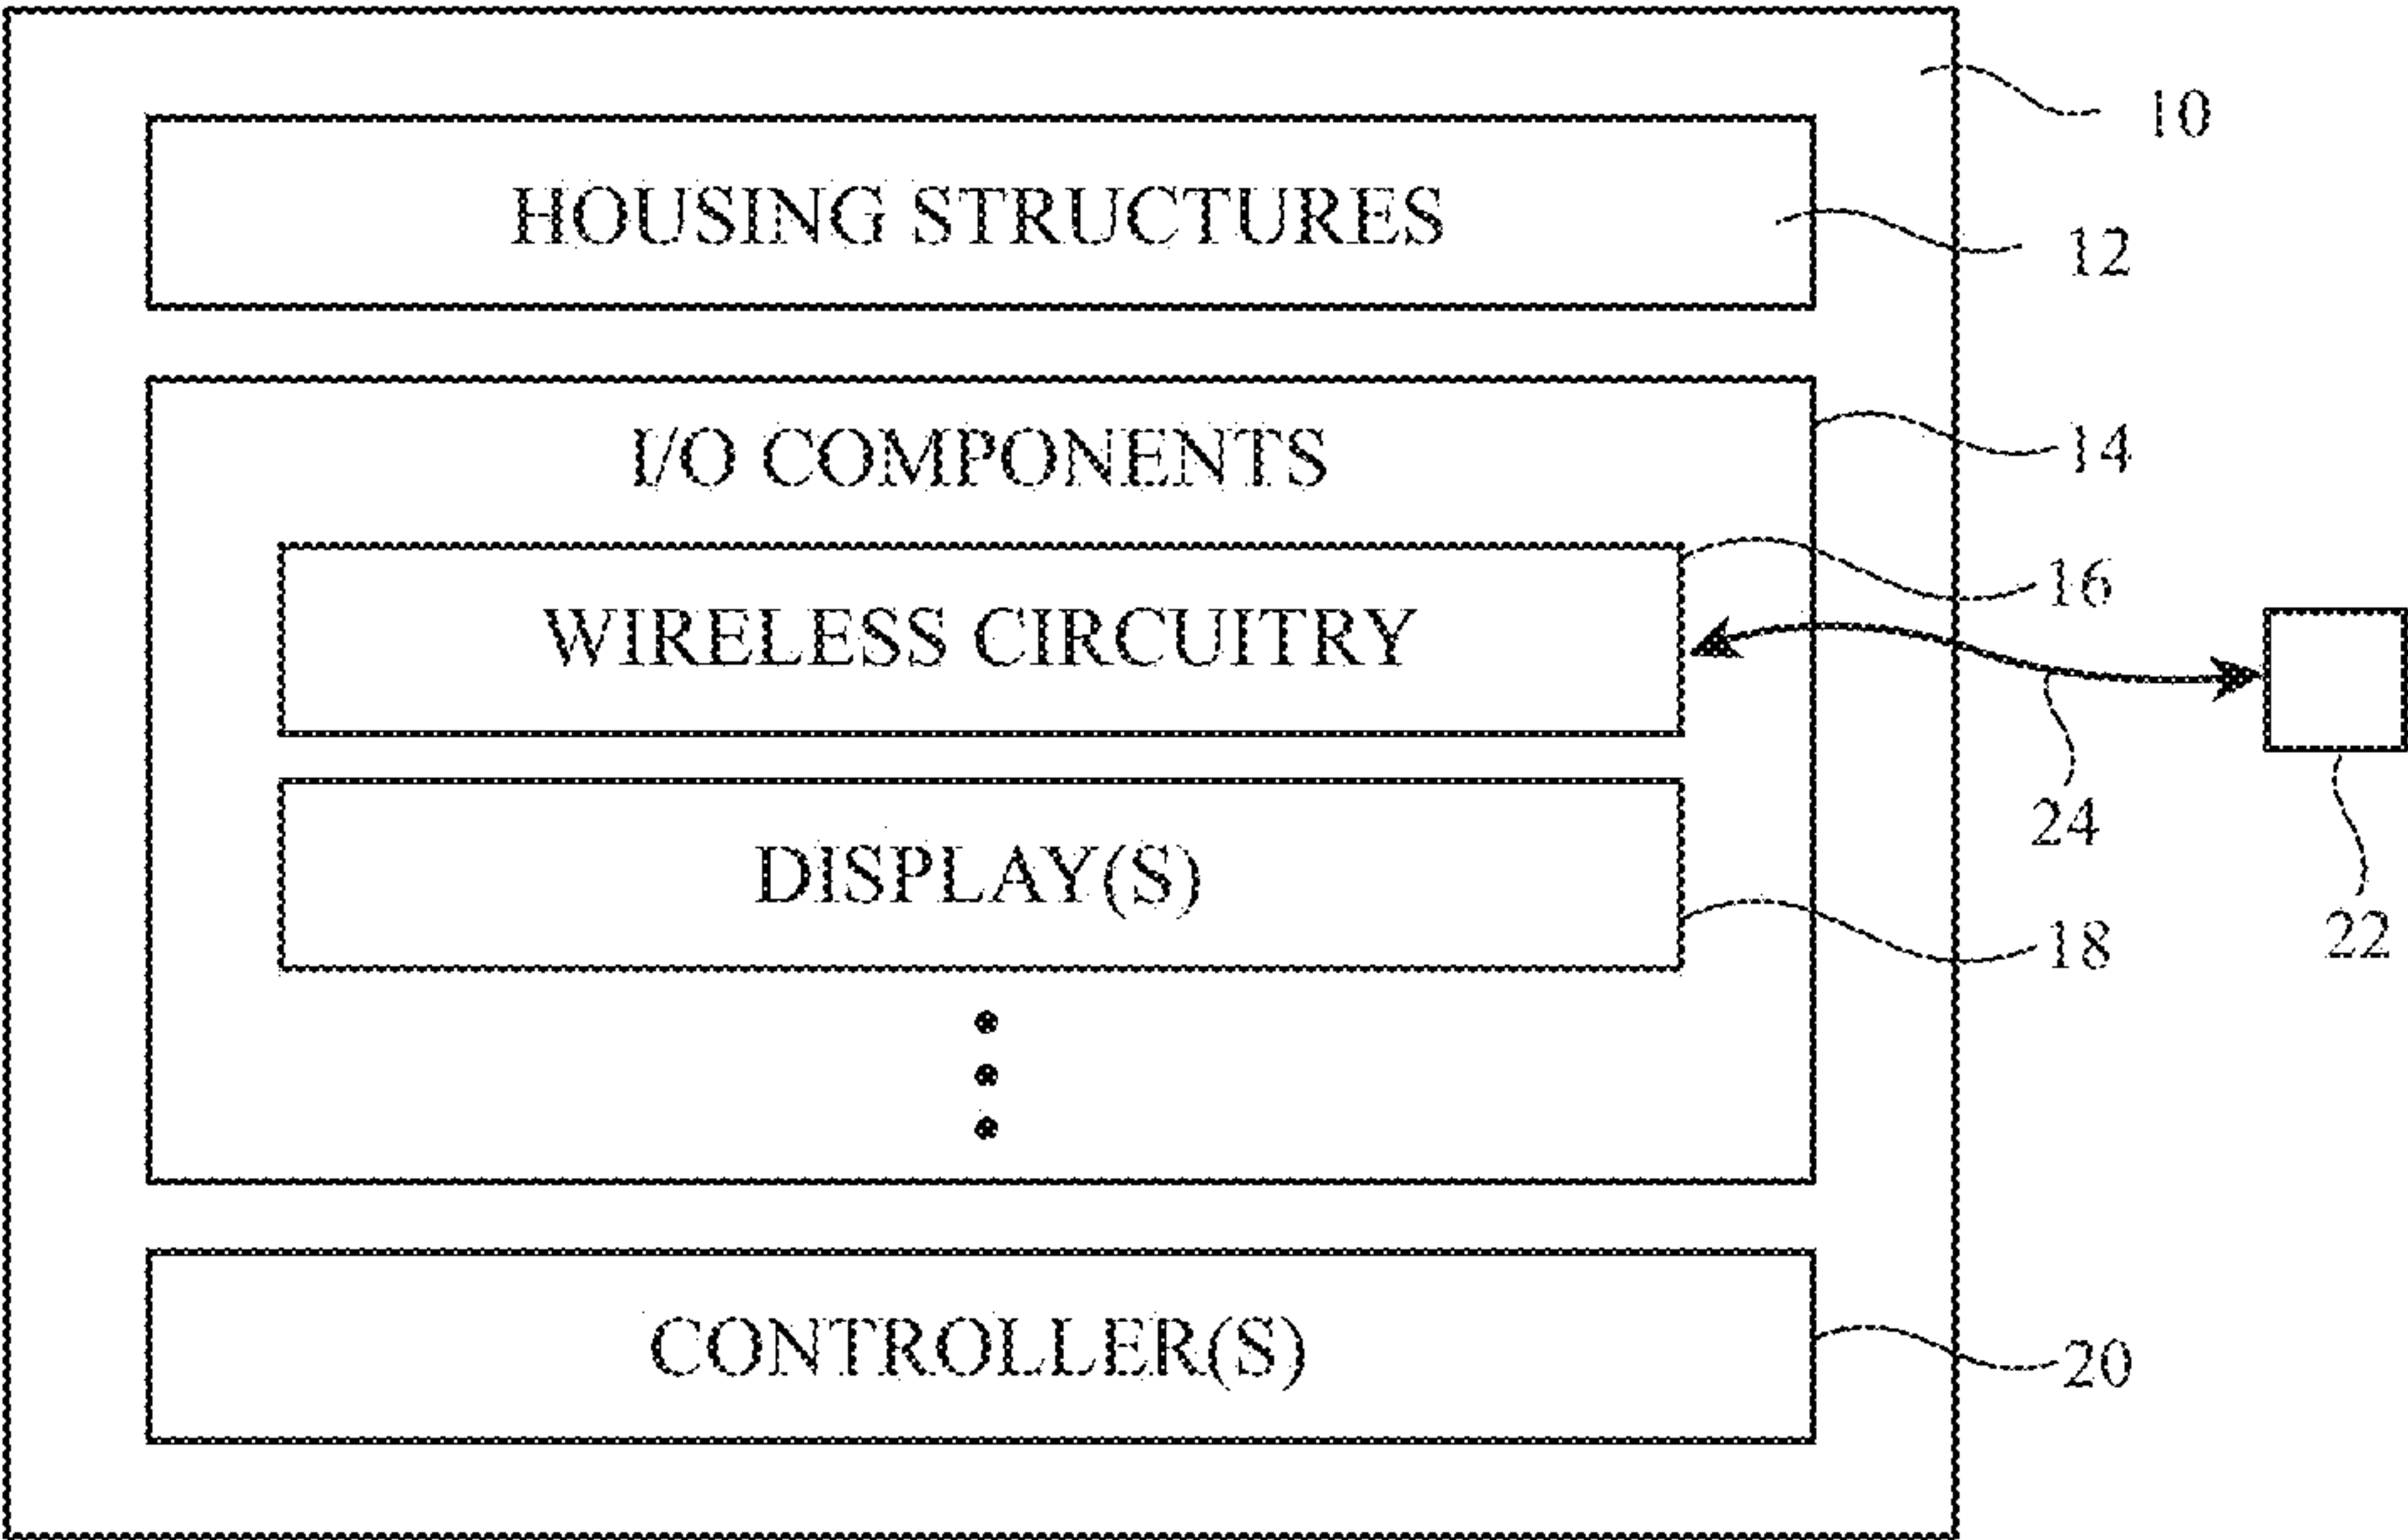 10
HOUSING STRUCTURES
12
I/O COMPONENTS
14
WIRELESS CIRCUITRY
16
24
DISPLAY(S)
18
22
CONTROLLER(S)
20